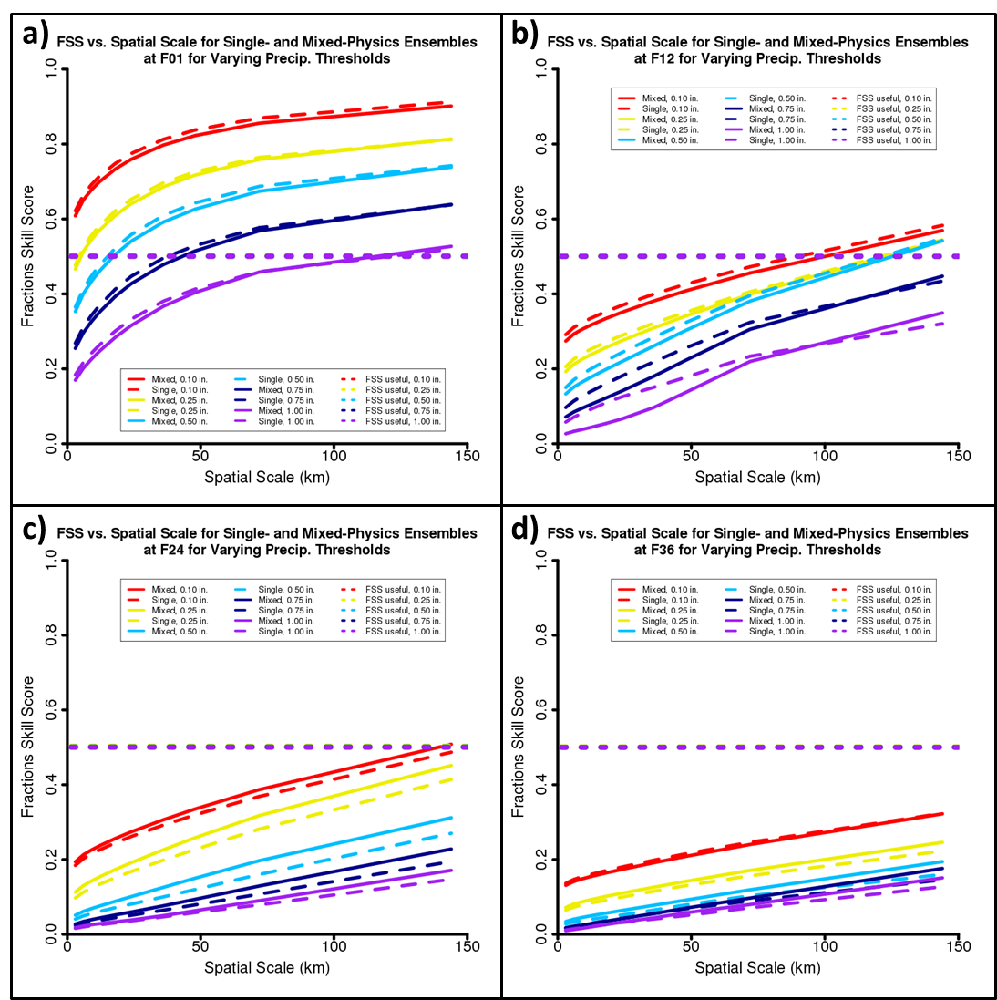 a)
FSS vs. Spatial Scale for Single- and Mixed-Physics Ensembles
at F01 for Varying Precip. Thresholds
Fractions Skill Score
1.0
0.8
0.6
0.4
0.2
0.0
Mixed, 0.10 in. Single, 0.50 in. FSS useful, 0.10 in.
Single, 0.10 in. Mixed, 0.75 in. FSS useful, 0.25 in.
Mixed, 0.25 in. Single, 0.75 in. FSS useful, 0.50 in.
Single, 0.25 in. Mixed, 1.00 in. FSS useful, 0.75 in.
Mixed, 0.50 in. Single, 1.00 in. FSS useful, 1.00 in.
0 50 100 150
Spatial Scale (km)
b)
FSS vs. Spatial Scale for Single- and Mixed-Physics Ensembles
at F12 for Varying Precip. Thresholds
Fractions Skill Score
1.0
0.8
0.6
0.4
0.2
0.0
Mixed, 0.10 in. Single, 0.50 in. FSS useful, 0.10 in.
Single, 0.10 in. Mixed, 0.75 in. FSS useful, 0.25 in.
Mixed, 0.25 in. Single, 0.75 in. FSS useful, 0.50 in.
Single, 0.25 in. Mixed, 1.00 in. FSS useful, 0.75 in.
Mixed, 0.50 in. Single, 1.00 in. FSS useful, 1.00 in.
0 50 100 150
Spatial Scale (km)
c)
FSS vs. Spatial Scale for Single- and Mixed-Physics Ensembles
at F24 for Varying Precip. Thresholds
Fractions Skill Score
1.0
0.8
0.6
0.4
0.2
0.0
Mixed, 0.10 in. Single, 0.50 in. FSS useful, 0.10 in.
Single, 0.10 in. Mixed, 0.75 in. FSS useful, 0.25 in.
Mixed, 0.25 in. Single, 0.75 in. FSS useful, 0.50 in.
Single, 0.25 in. Mixed, 1.00 in. FSS useful, 0.75 in.
Mixed, 0.50 in. Single, 1.00 in. FSS useful, 1.00 in.
0 50 100 150
Spatial Scale (km)
d)
FSS vs. Spatial Scale for Single- and Mixed-Physics Ensembles
at F36 for Varying Precip. Thresholds
Fractions Skill Score
1.0
0.8
0.6
0.4
0.2
0.0
Mixed, 0.10 in. Single, 0.50 in. FSS useful, 0.10 in.
Single, 0.10 in. Mixed, 0.75 in. FSS useful, 0.25 in.
Mixed, 0.25 in. Single, 0.75 in. FSS useful, 0.50 in.
Single, 0.25 in. Mixed, 1.00 in. FSS useful, 0.75 in.
Mixed, 0.50 in. Single, 1.00 in. FSS useful, 1.00 in.
0 50 100 150
Spatial Scale (km)